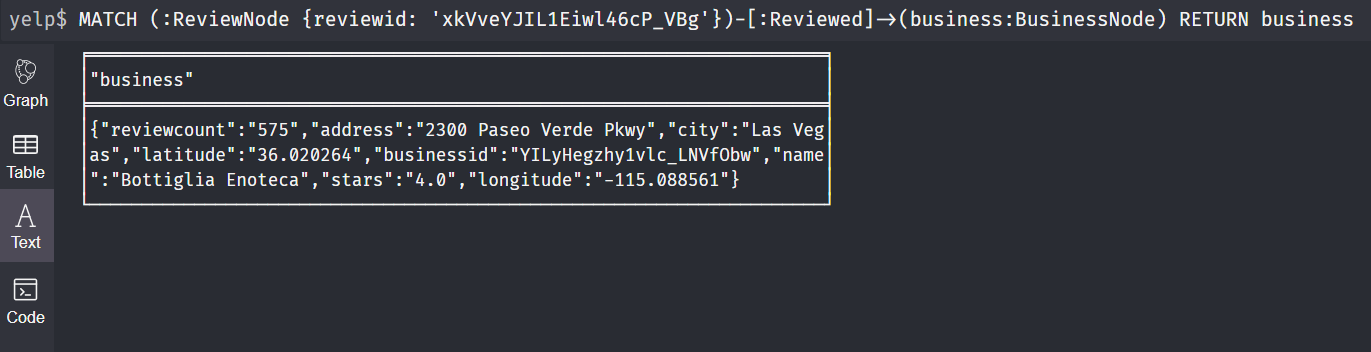 yelp$ MATCH (:ReviewNode {reviewid: 'xkVveYJIL1Eiwl46cP_VBg'})-[:Reviewed]->(business:BusinessNode) RETURN business
"business"
Graph
{"reviewcount":"575","address":"2300 Paseo Verde Pkwy","city":"Las Veg
as","latitude":"36.020264","businessid":"YILyHegzhy1vlc_LNVfObw","name
Table
":"Bottiglia Enoteca","stars":"4.0","longitude":"-115.088561"}
A
Text
Code